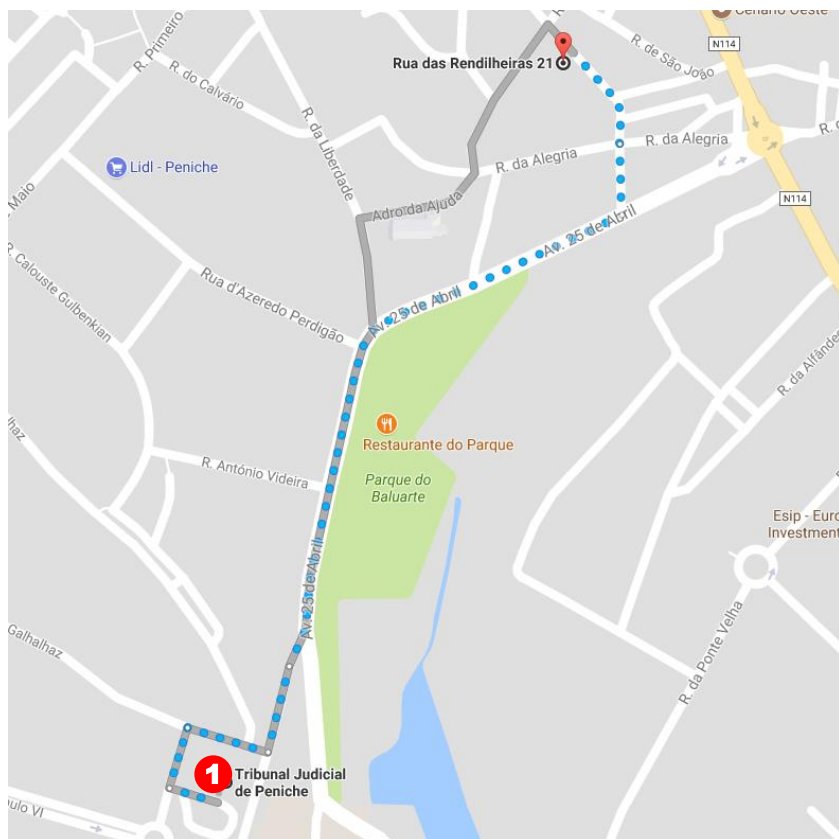 Cenário Oeste
R. Primeiro
Rua das Rendilheiras 21
R. de São João
N114
R. do Calvário
R. da Liberdade
R. da Alegria
R. da Alegria
R. d
Lidl - Peniche
N114
Maio
Adro da Ajuda
Av. 25 de Abril
R. Calouste Gulbenkian
Rua d'Azeredo Perdigão
Av. 25 de Abril
R. da Alfânde
Restaurante do Parque
lhaz
R. António Videira
Parque do
Baluarte
Esip - Euro
Investment
Av. 25 de Abril
Galhalhaz
R. da Ponte Velha
1
Tribunal Judicial
de Peniche
aulo VI